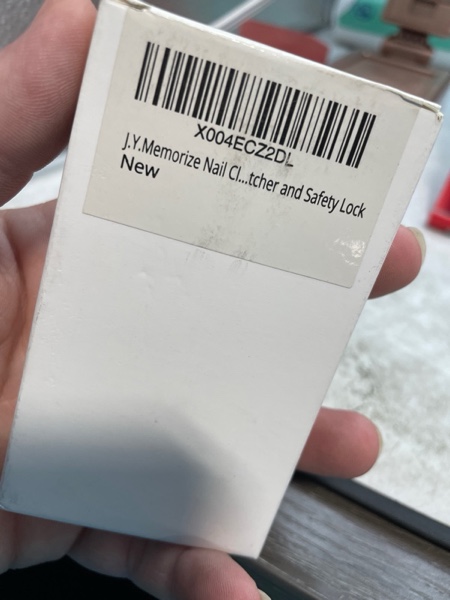 X004ECZ2DL
J.Y.Memorize Nail Cl...tcher and Safety Lock
New